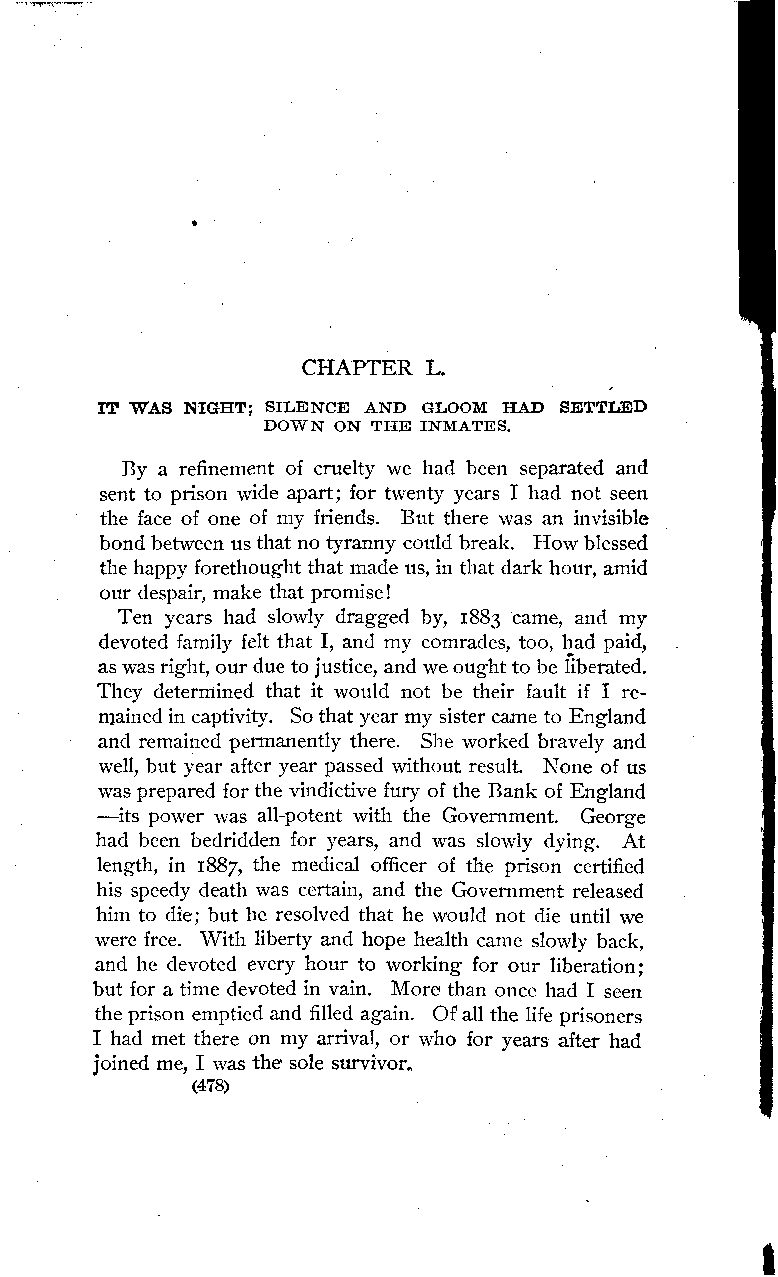 CHAPTER L.
IT WAS NIGHT; SILENCE AND GLOOM HAD SETTLED
DOWN ON THE INMATES.
By a refinement of cruelty we had been separated and
sent to prison wide apart; for twenty years I had not seen
the face of one of my friends. But there was an invisible
bond between us that no tyranny could break. How blessed
the happy forethought that made us, in that dark hour, amid
our despair, make that promise!
Ten years had slowly dragged by, 1883 came, and my
devoted family felt that I, and my comrades, too, had paid,
as was right, our due to justice, and we ought to be liberated.
They determined that it would not be their fault if I re-
mained in captivity. So that year my sister came to England
and remained permanently there. She worked bravely and
well, but year after year passed without result. None of us
was prepared for the vindictive fury of the Bank of England
—its power was all-potent with the Government. George
had been bedridden for years, and was slowly dying. At
length, in 1887, the medical officer of the prison certified
his speedy death was certain, and the Government released
him to die; but he resolved that he would not die until we
were free. With liberty and hope health came slowly back,
and he devoted every hour to working for our liberation;
but for a time devoted in vain. More than once had I seen
the prison emptied and filled again. Of all the life prisoners
I had met there on my arrival, or who for years after had
joined me, I was the sole survivor.
(478)